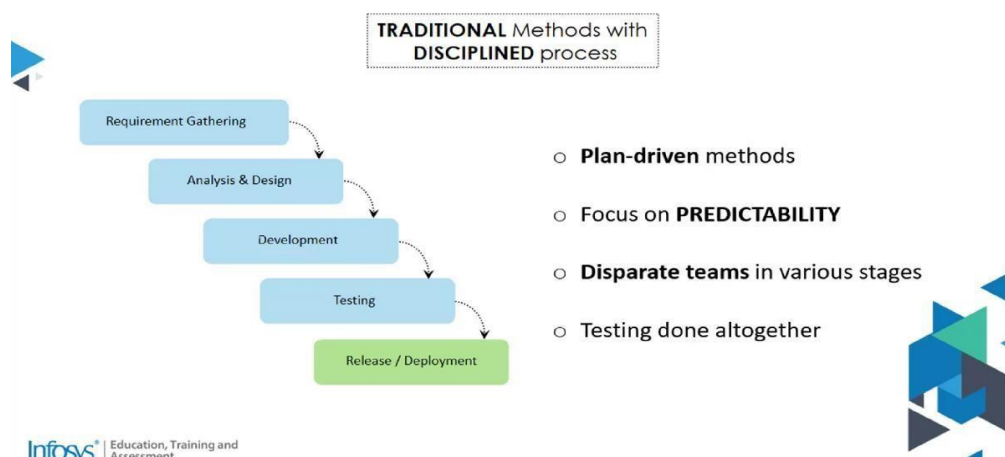 TRADITIONAL Methods with
DISCIPLINED process
Requirement Gathering
Analysis & Design
Development
Testing
Release / Deployment
○ Plan-driven methods
○ Focus on PREDICTABILITY
○ Disparate teams in various stages
○ Testing done altogether
Infosys® | Education, Training and
Assessment